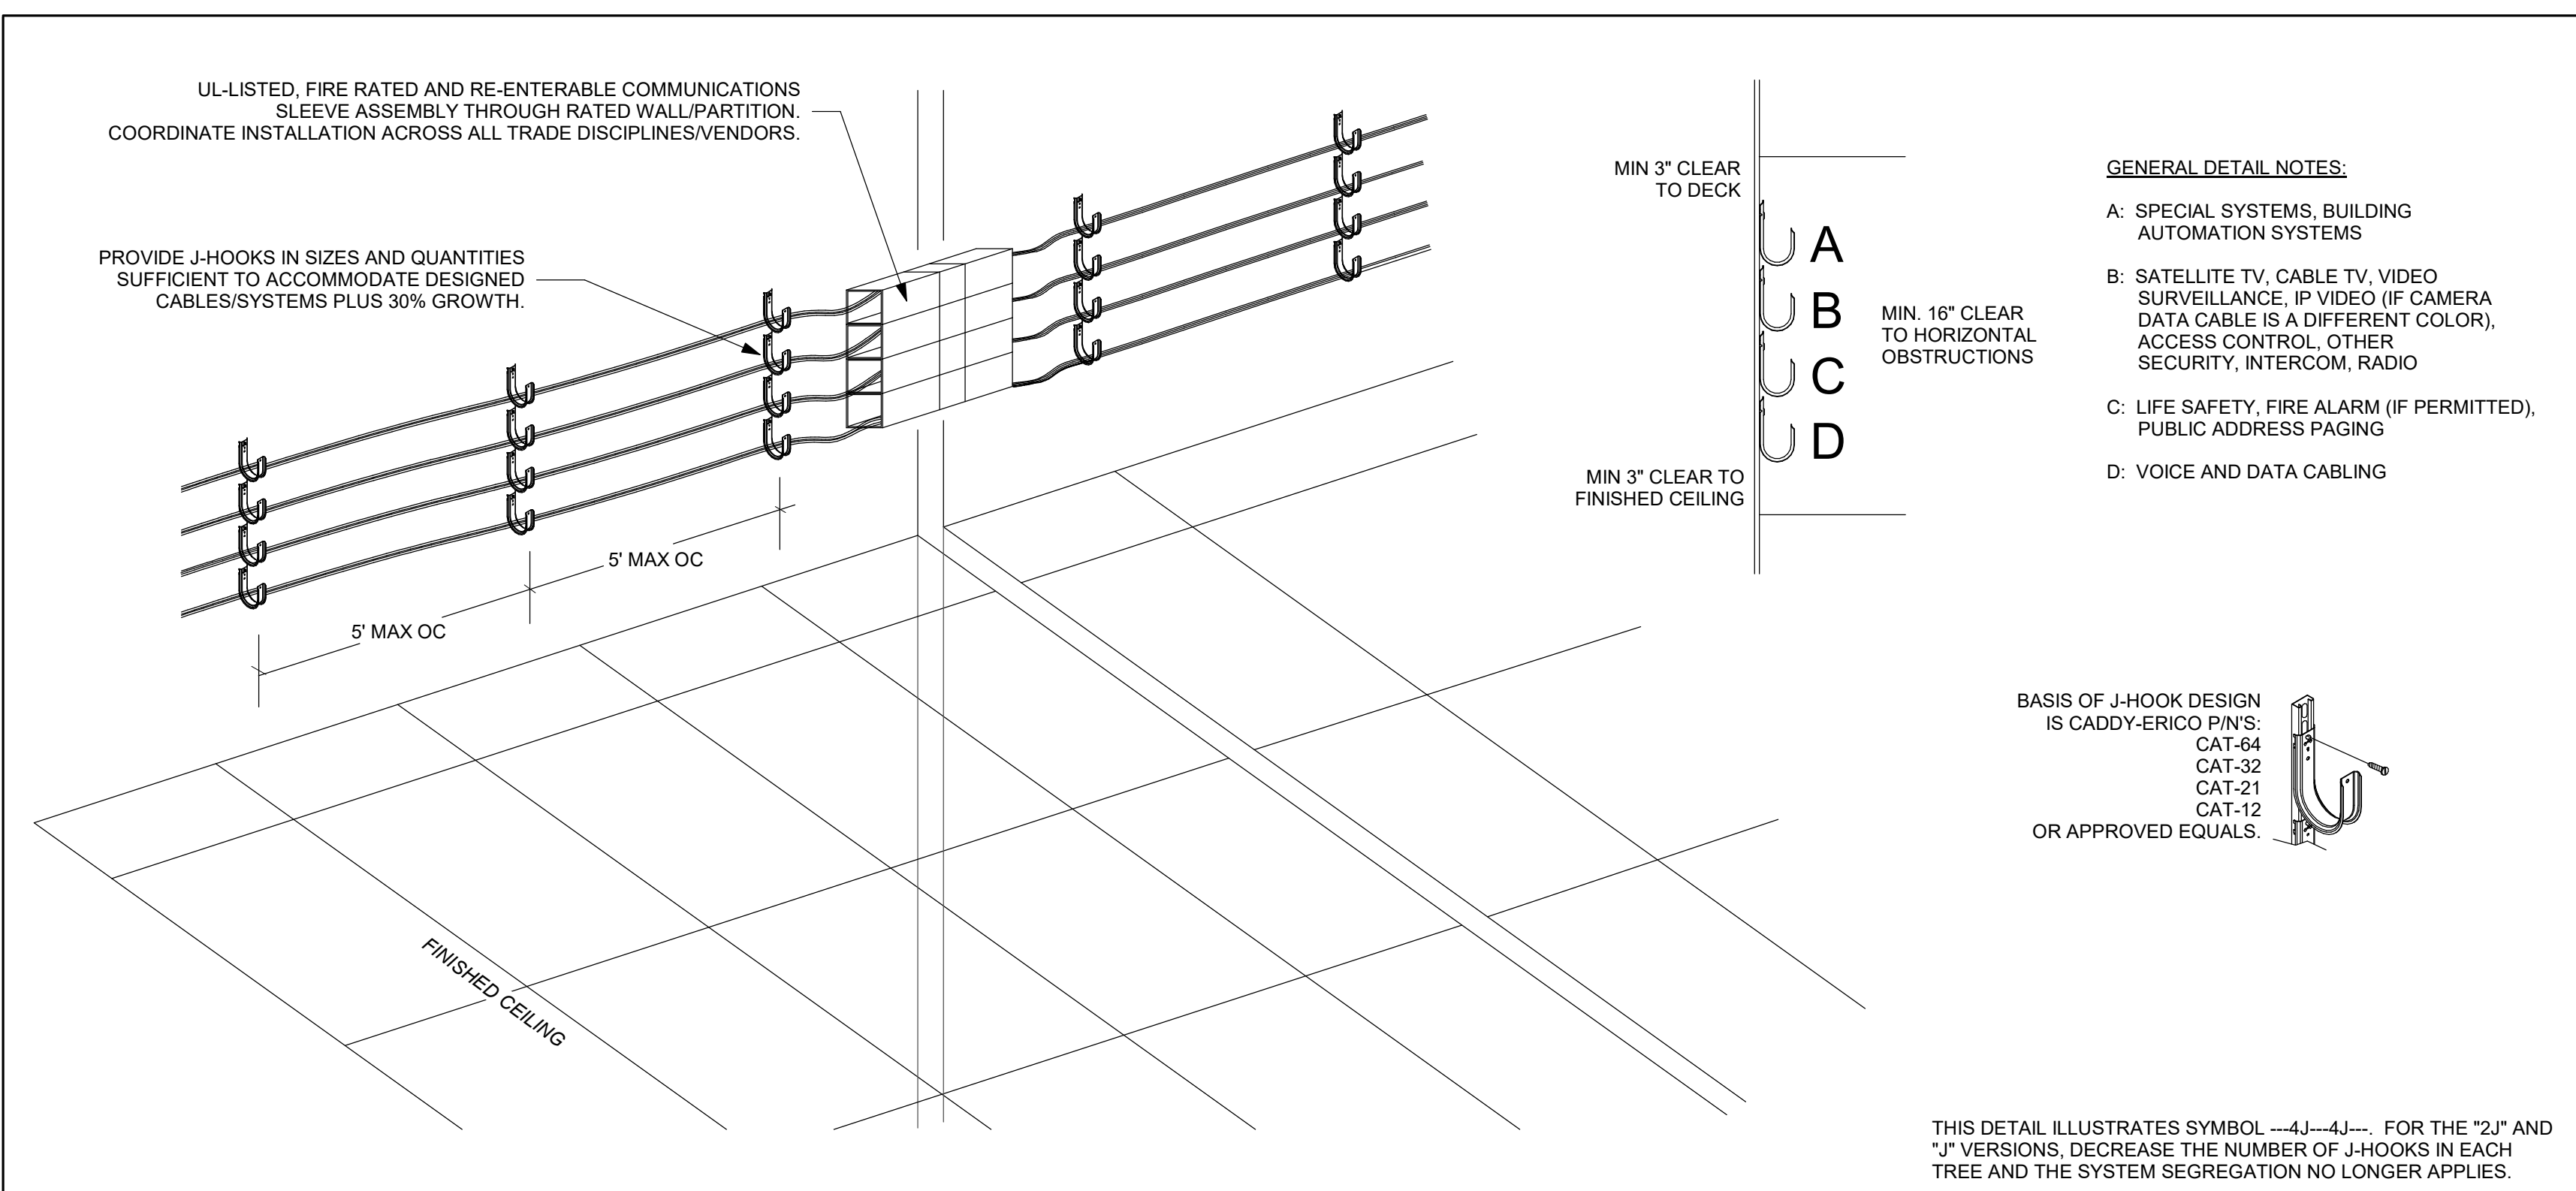 UL-LISTED, FIRE RATED AND RE-ENTERABLE COMMUNICATIONS
SLEEVE ASSEMBLY THROUGH RATED WALL/PARTITION.
COORDINATE INSTALLATION ACROSS ALL TRADE DISCIPLINES/VENDORS.
PROVIDE J-HOOKS IN SIZES AND QUANTITIES
SUFFICIENT TO ACCOMMODATE DESIGNED
CABLES/SYSTEMS PLUS 30% GROWTH.
5' MAX OC
5' MAX OC
FINISHED CEILING
MIN 3" CLEAR
TO DECK
A
B
C
D
MIN. 16" CLEAR
TO HORIZONTAL
OBSTRUCTIONS
MIN 3" CLEAR TO
FINISHED CEILING
GENERAL DETAIL NOTES:
A: SPECIAL SYSTEMS, BUILDING
AUTOMATION SYSTEMS
B: SATELLITE TV, CABLE TV, VIDEO
SURVEILLANCE, IP VIDEO (IF CAMERA
DATA CABLE IS A DIFFERENT COLOR),
ACCESS CONTROL, OTHER
SECURITY, INTERCOM, RADIO
C: LIFE SAFETY, FIRE ALARM (IF PERMITTED),
PUBLIC ADDRESS PAGING
D: VOICE AND DATA CABLING
BASIS OF J-HOOK DESIGN
IS CADDY-ERICO P/N'S:
CAT-64
CAT-32
CAT-21
CAT-12
OR APPROVED EQUALS.
THIS DETAIL ILLUSTRATES SYMBOL ---4J---4J---. FOR THE "2J" AND
"J" VERSIONS, DECREASE THE NUMBER OF J-HOOKS IN EACH
TREE AND THE SYSTEM SEGREGATION NO LONGER APPLIES.